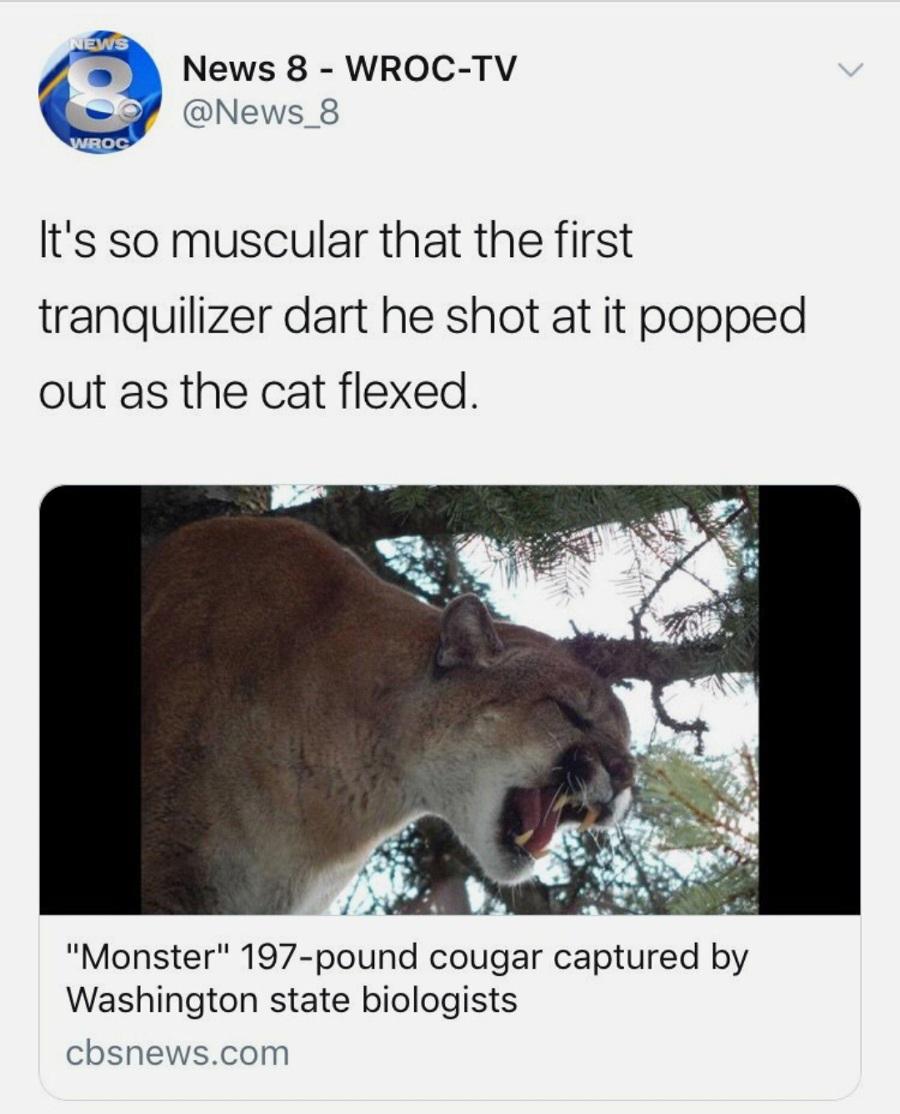 NEWS
8
WROC
News 8 - WROC-TV
@News_8
It's so muscular that the first
tranquilizer dart he shot at it popped
out as the cat flexed.
"Monster" 197-pound cougar captured by
Washington state biologists
cbsnews.com